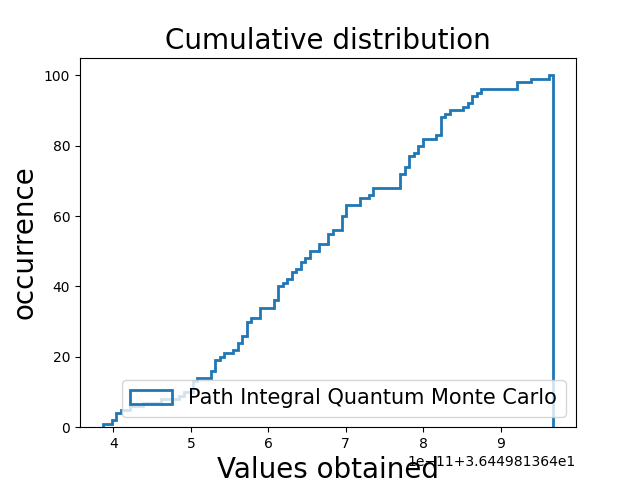 Cumulative distribution
100
80
60
40
20
0
occurrence
Path Integral Quantum Monte Carlo
4 5 6 7 8 9
1e−11+3.644981364e1
Values obtained